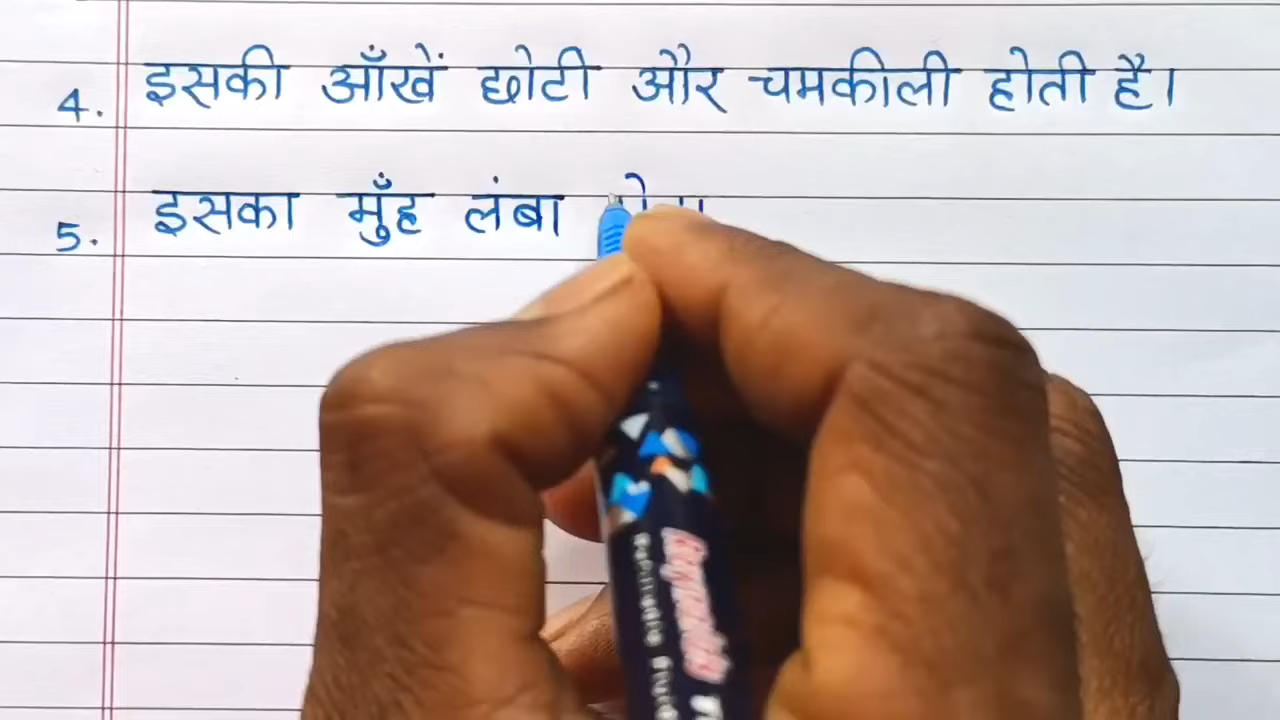 4. इसकी आँखें छोटी और चमकीली होती है।
5. इसका मुँह लंबा